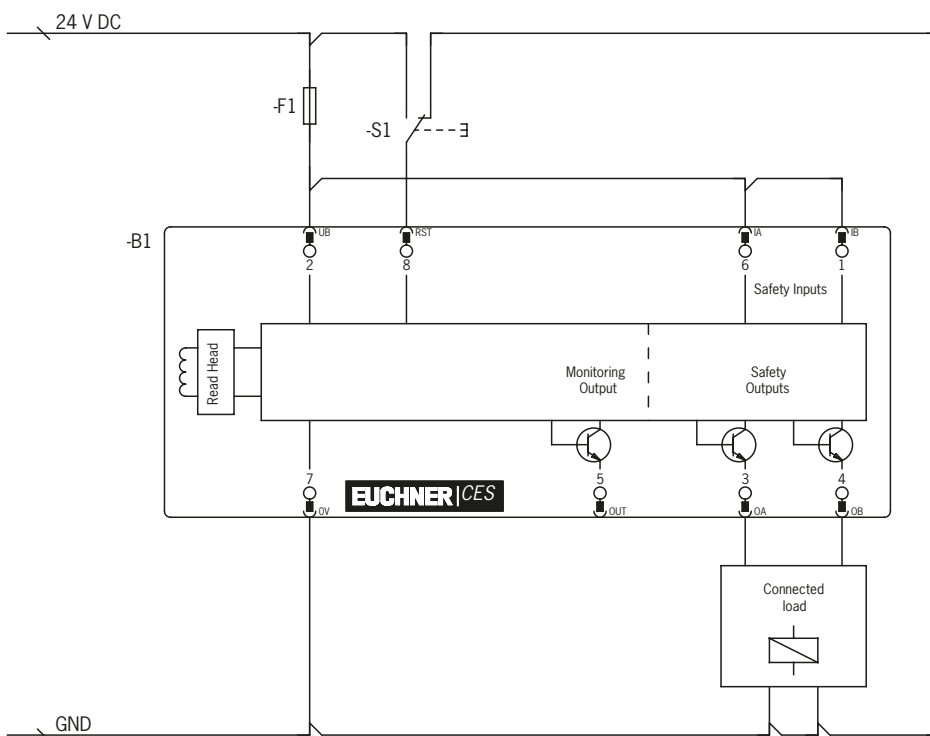 24 V DC
-F1
-S1
-B1
UB
RST
IA
IB
2
8
6
1
Safety Inputs
Read Head
Monitoring
Output
Safety
Outputs
7
5
3
4
EUCHNER CES
0V
OUT
OA
OB
Connected
load
GND